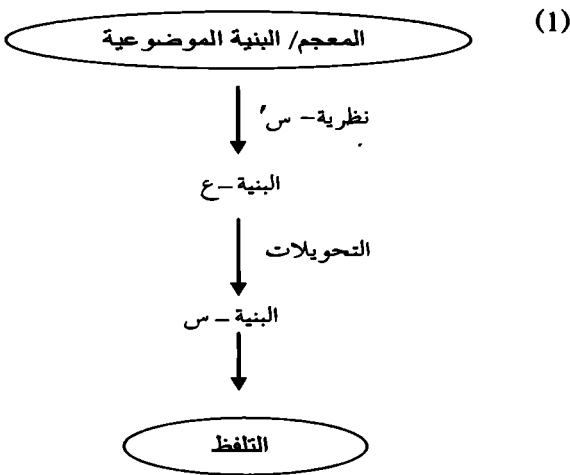 (1)
المعجم/ البنية الموضوعية
نظرية- س′
البنية-ع
التحويلات
البنية - س
التلفظ